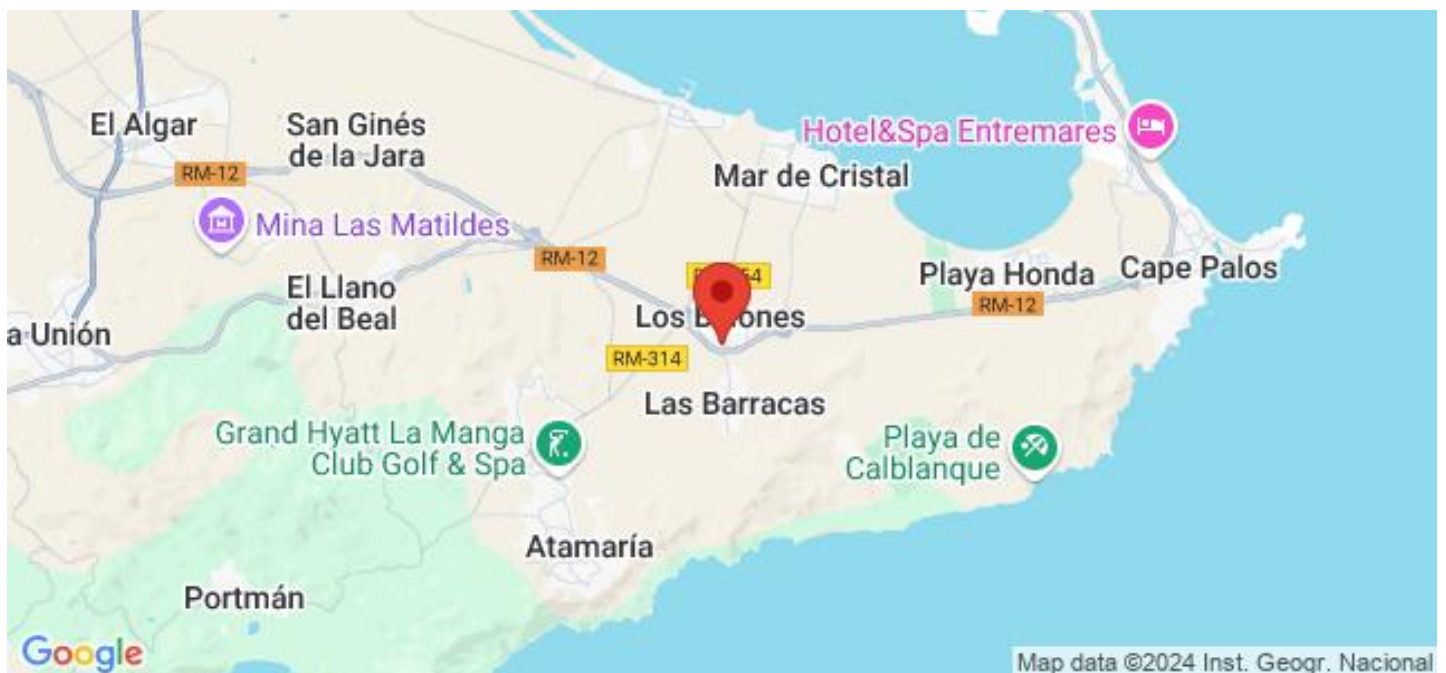 El Algar
San Ginés
de la Jara
RM-12
Hotel&Spa Entremares
Mar de Cristal
Mina Las Matildes
RM-12
El Llano
del Beal
Playa Honda
Cape Palos
RM-12
a Unión
Los
RM-314
Las Barracas
Grand Hyatt La Manga
Club Golf & Spa
Playa de
Calblanque
Atamaría
Portmán
Google
Map data ©2024 Inst. Geogr. Nacional